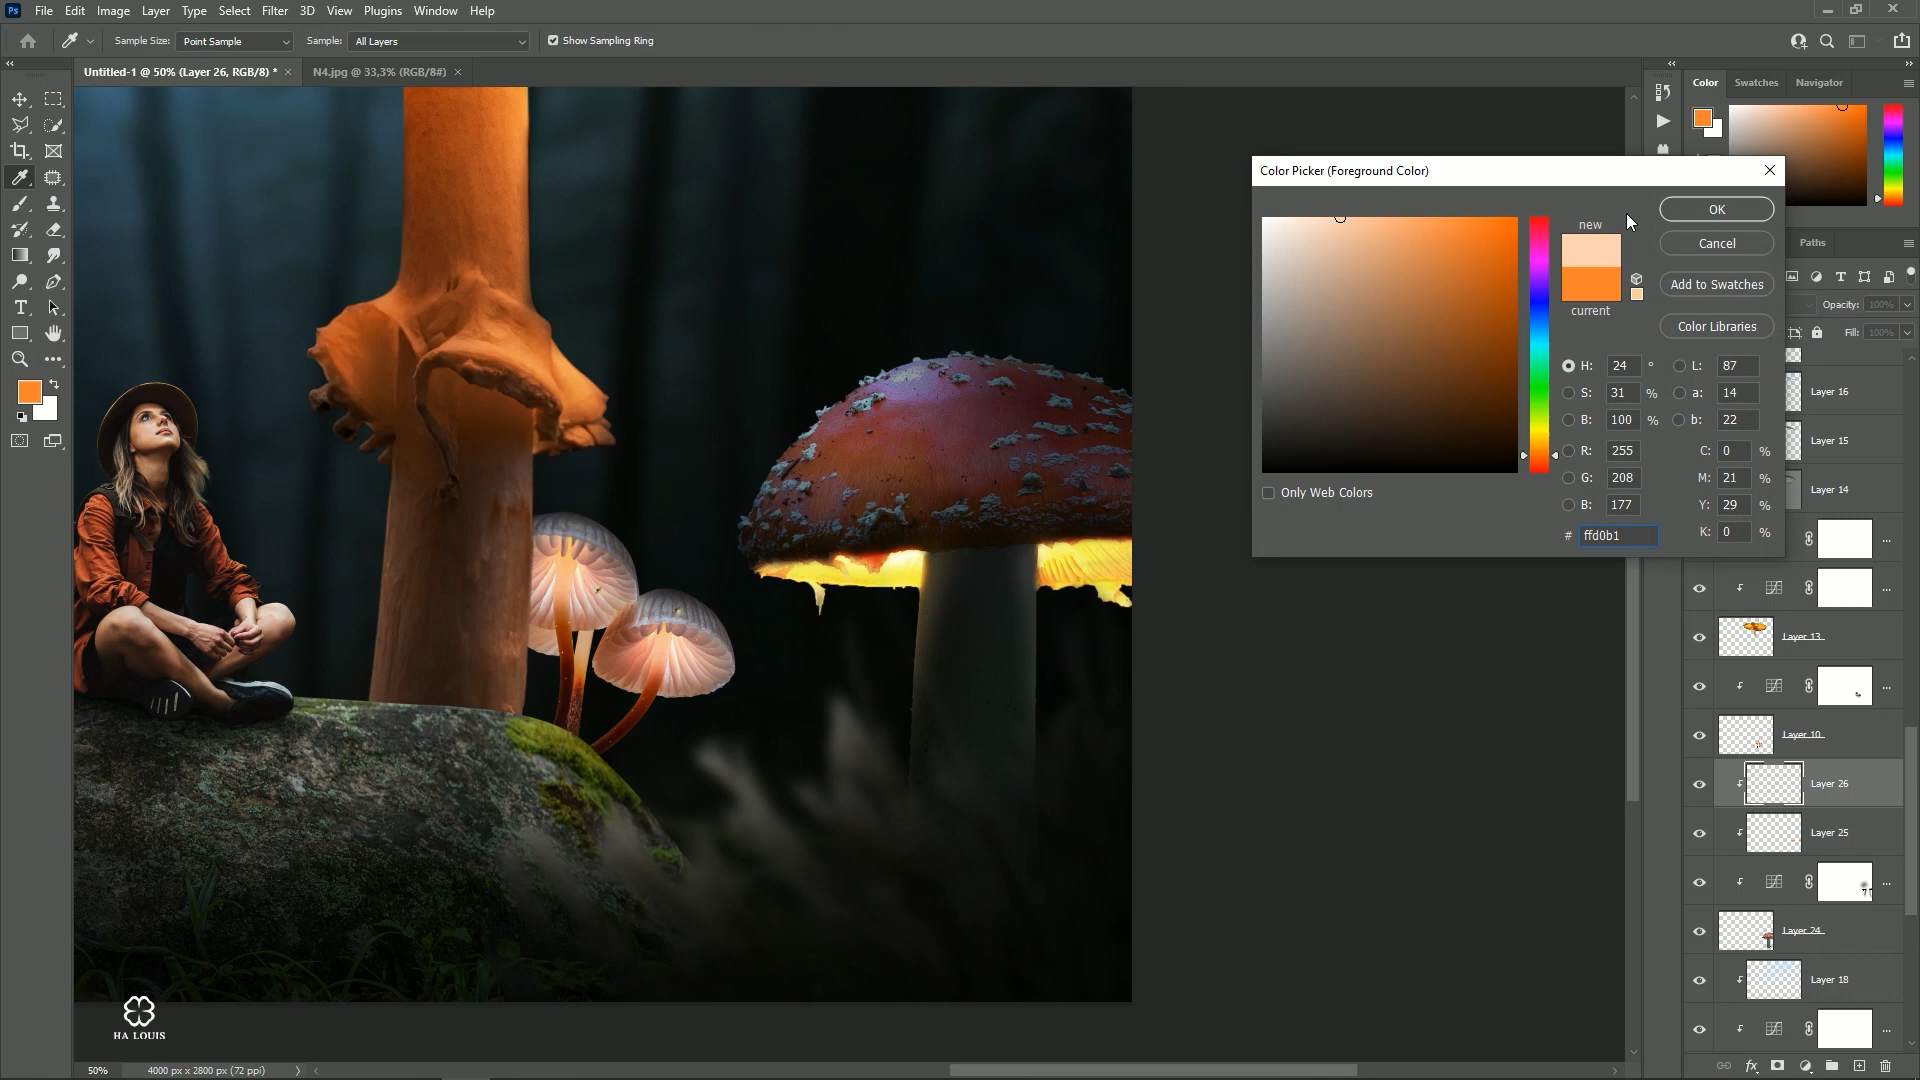 Ps File Edit Image Layer Type Select Filter 3D View Plugins Window Help
Sample Size: Point Sample Sample: All Layers Show Sampling Ring
Untitled-1 @ 50% (Layer 26, RGB/8) * × N4.jpg @ 33,3% (RGB/8#) ×
Color Swatches Navigator
Color Picker (Foreground Color)
new
current
OK
Cancel
Add to Swatches
Color Libraries
H: 24 ° L: 87
S: 31 % a: 14
B: 100 % b: 22
R: 255 C: 0 %
G: 208 M: 21 %
B: 177 Y: 29 %
# ffd0b1 K: 0 %
Only Web Colors
Paths
Opacity: 100%
Fill: 100%
Layer 16
Layer 15
Layer 14
Layer 13
Layer 10
Layer 26
Layer 25
Layer 24
Layer 18
HA LOUIS
50% 4000 px x 2800 px (72 ppi)